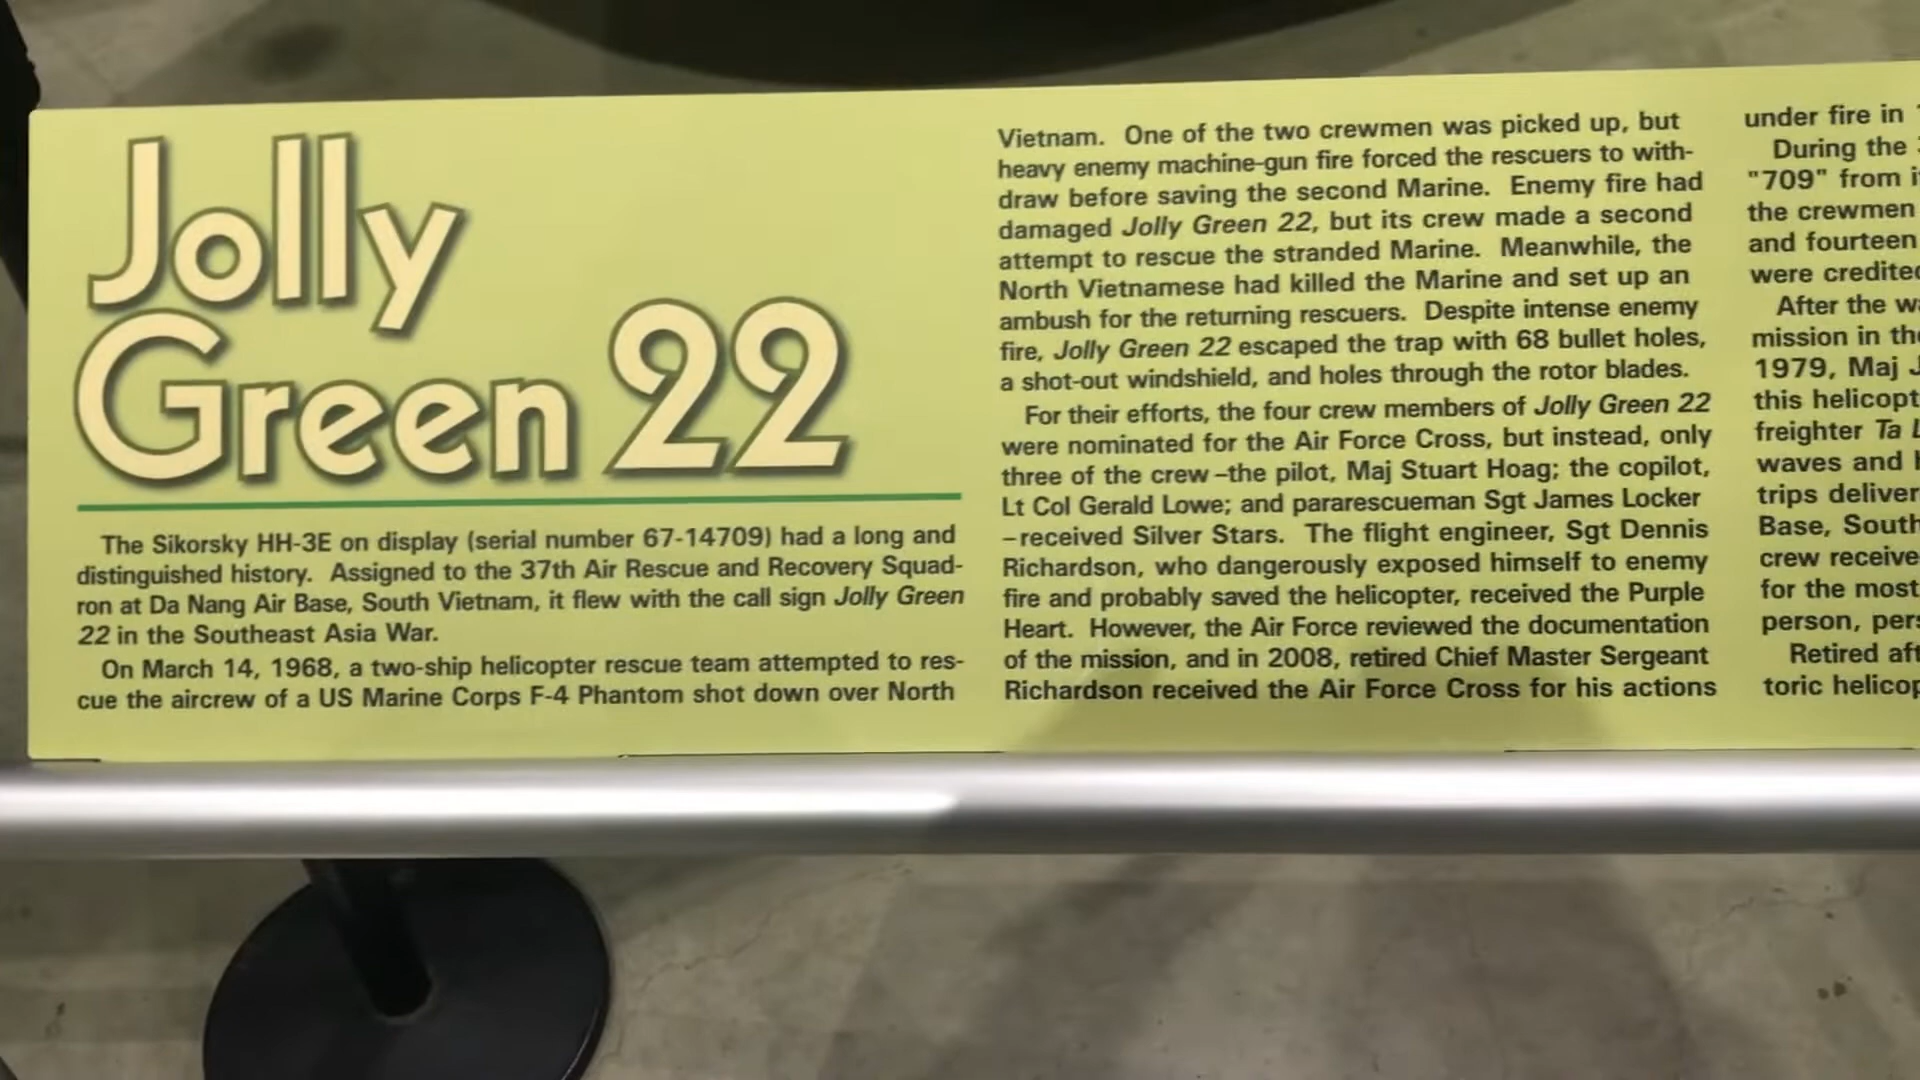 Jolly
Green 22
The Sikorsky HH-3E on display (serial number 67-14709) had a long and
distinguished history. Assigned to the 37th Air Rescue and Recovery Squad-
ron at Da Nang Air Base, South Vietnam, it flew with the call sign Jolly Green
22 in the Southeast Asia War.
On March 14, 1968, a two-ship helicopter rescue team attempted to res-
cue the aircrew of a US Marine Corps F-4 Phantom shot down over North
Vietnam. One of the two crewmen was picked up, but
heavy enemy machine-gun fire forced the rescuers to with-
draw before saving the second Marine. Enemy fire had
damaged Jolly Green 22, but its crew made a second
attempt to rescue the stranded Marine. Meanwhile, the
North Vietnamese had killed the Marine and set up an
ambush for the returning rescuers. Despite intense enemy
fire, Jolly Green 22 escaped the trap with 68 bullet holes,
a shot-out windshield, and holes through the rotor blades.
For their efforts, the four crew members of Jolly Green 22
were nominated for the Air Force Cross, but instead, only
three of the crew–the pilot, Maj Stuart Hoag; the copilot,
Lt Col Gerald Lowe; and pararescueman Sgt James Locker
–received Silver Stars. The flight engineer, Sgt Dennis
Richardson, who dangerously exposed himself to enemy
fire and probably saved the helicopter, received the Purple
Heart. However, the Air Force reviewed the documentation
of the mission, and in 2008, retired Chief Master Sergeant
Richardson received the Air Force Cross for his actions
under fire in
During the
"709" from
the crewmen
and fourteen
were credited
After the
mission in the
1979, Maj
this
freighter Ta
waves and
trips
Base, South
crew
for the most
person,
Retired
toric